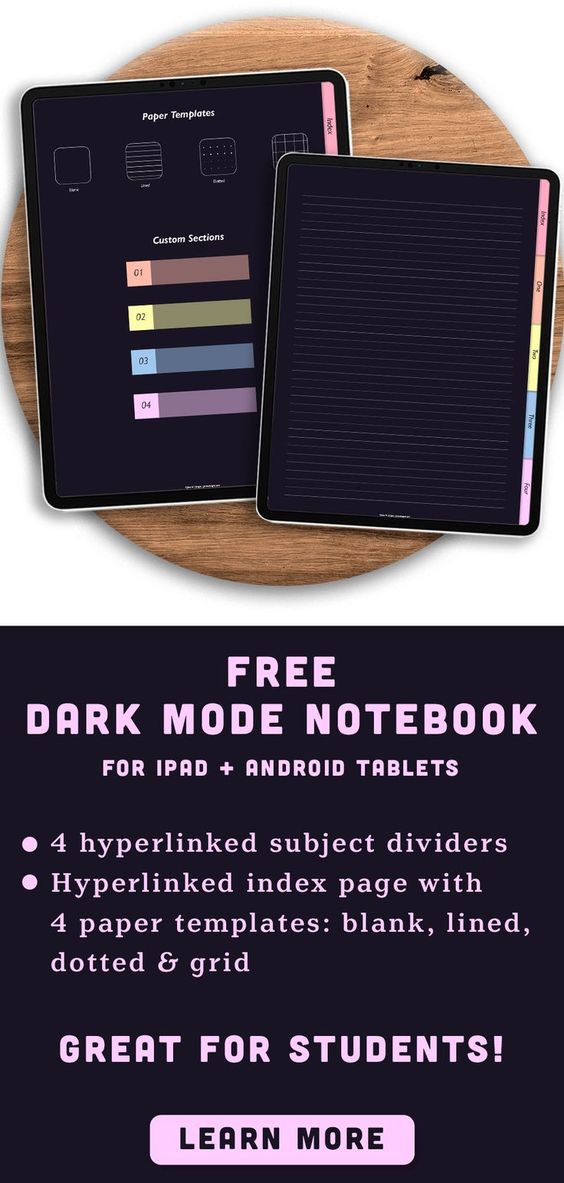 Paper Templates
Index
Blank
Lined
Dotted
Custom Sections
01
02
03
04
Index
One
Two
Three
Four
FREE
DARK MODE NOTEBOOK
FOR IPAD + ANDROID TABLETS
4 hyperlinked subject dividers
Hyperlinked index page with
4 paper templates: blank, lined,
dotted & grid
GREAT FOR STUDENTS!
LEARN MORE